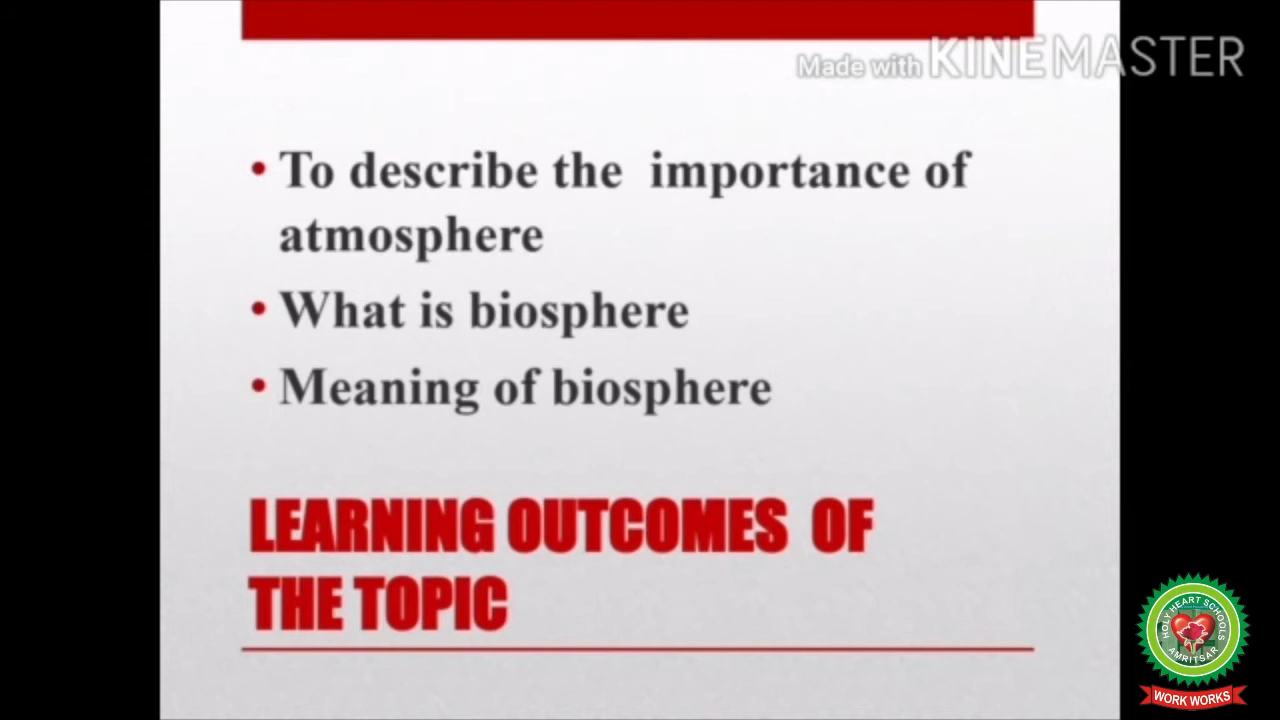 Made with KINEMASTER
• To describe the importance of
atmosphere
• What is biosphere
• Meaning of biosphere
LEARNING OUTCOMES OF
THE TOPIC
HOLY HEART SCHOOLS
AMRITSAR
WORK WORKS